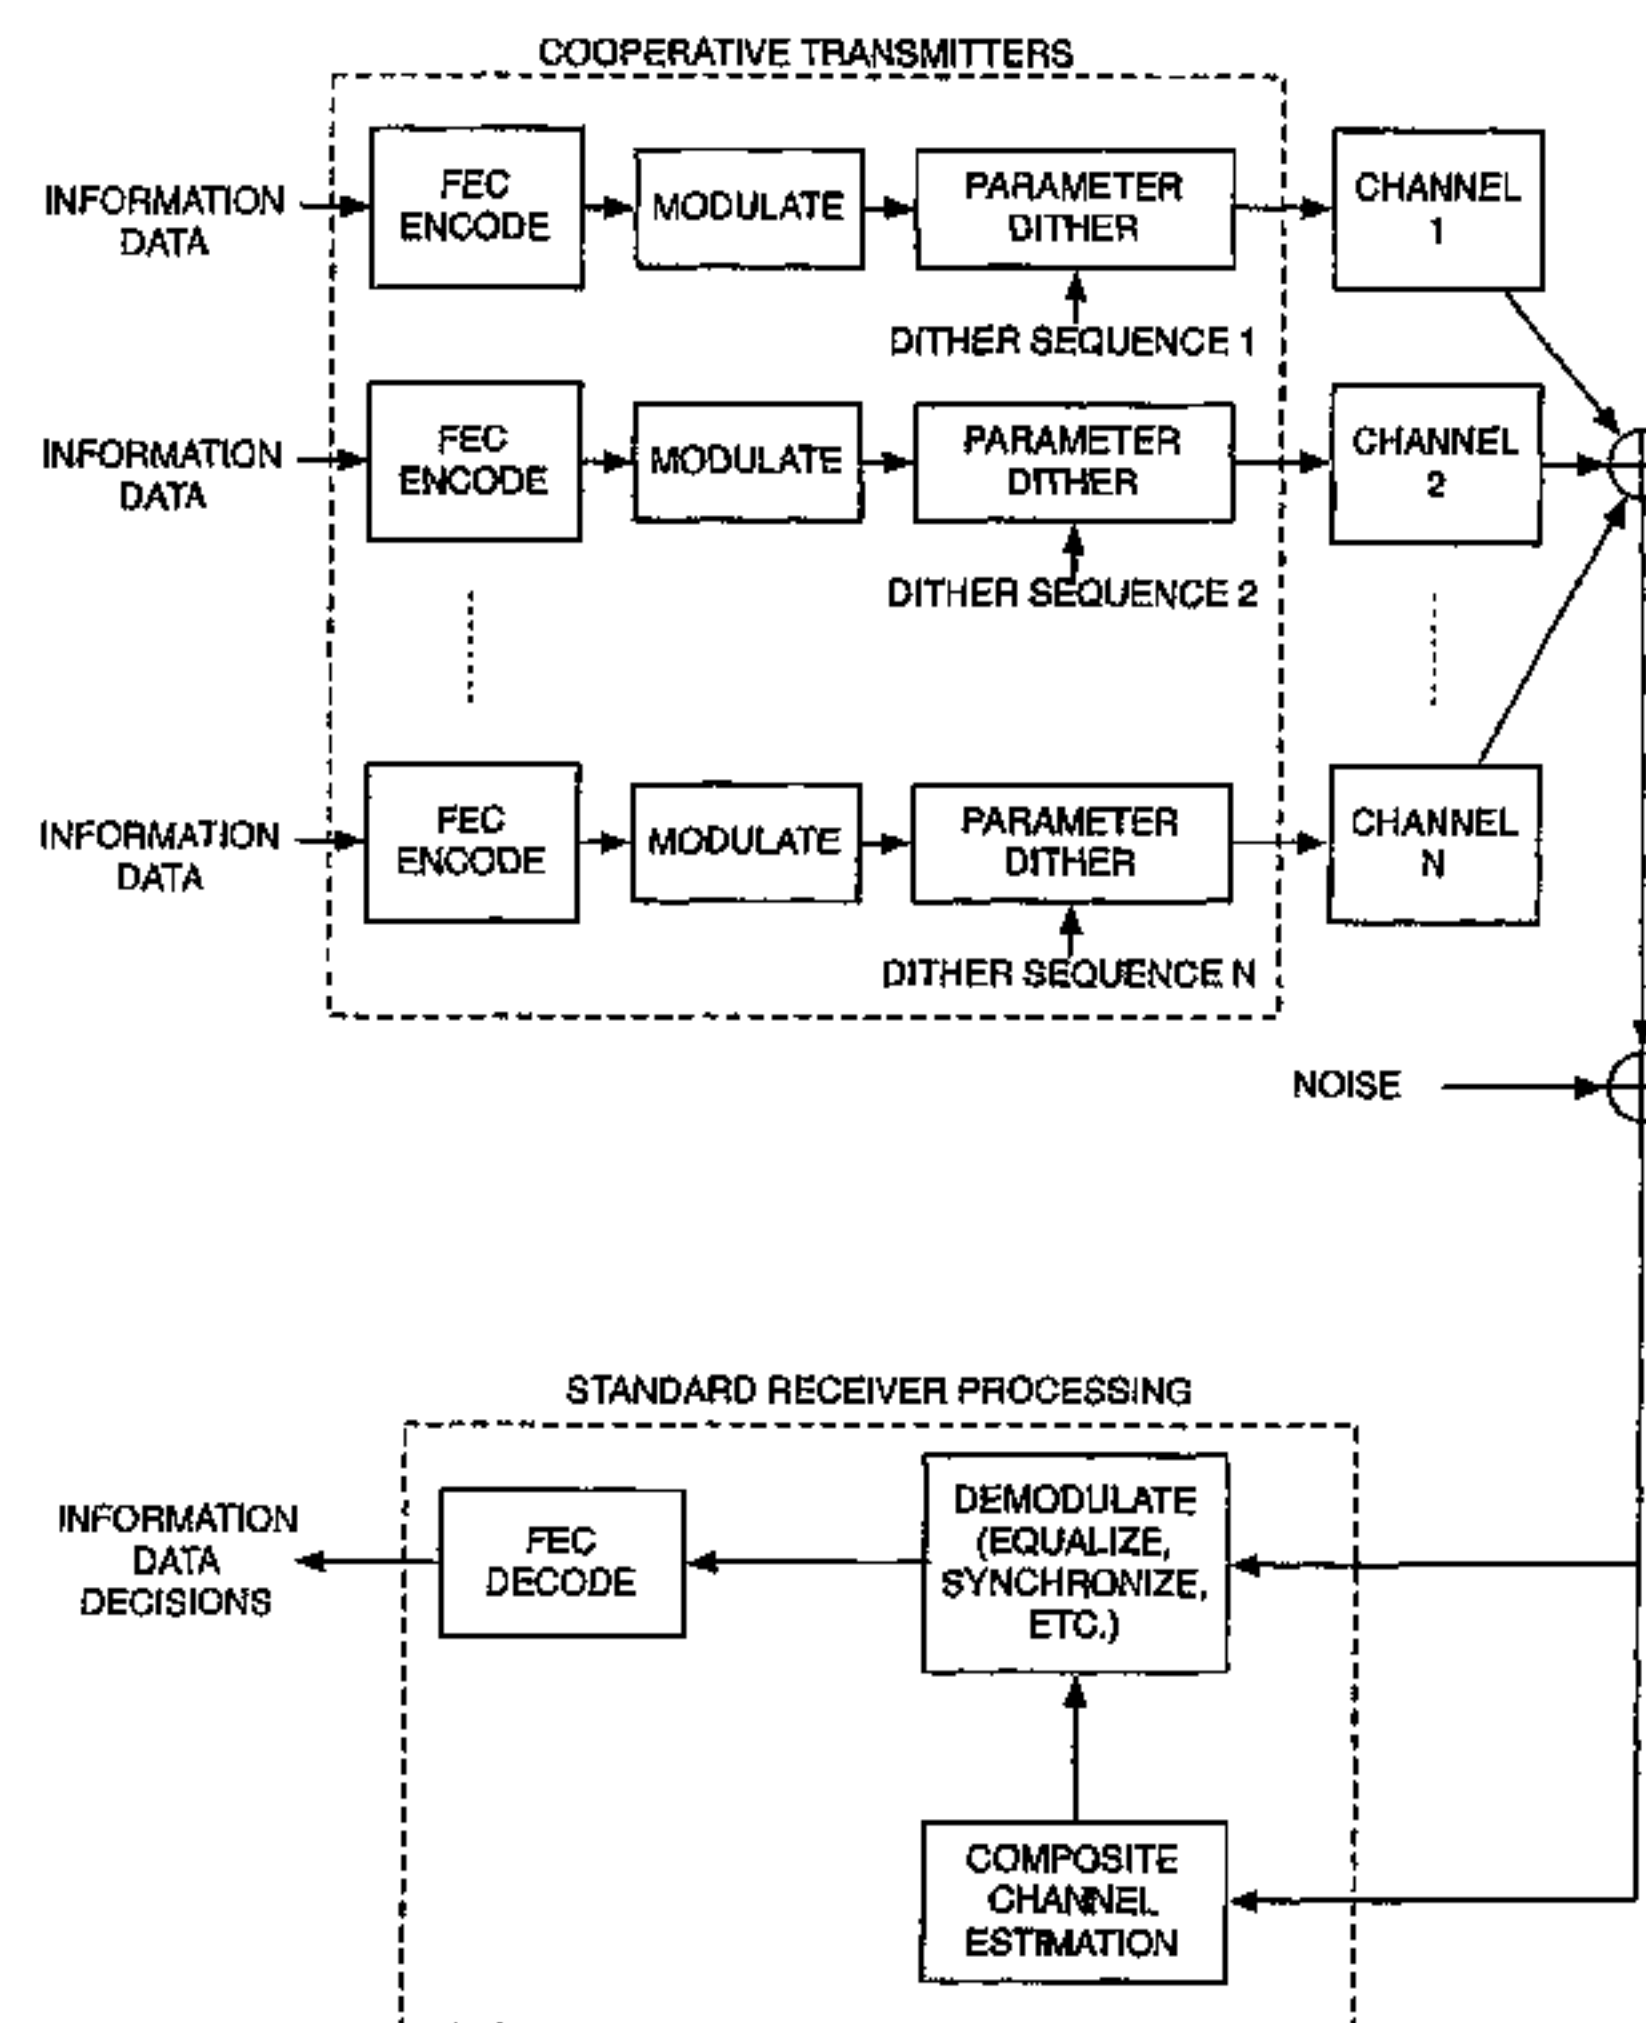 COOPERATIVE TRANSMITTERS
INFORMATION
DATA
FEC
ENCODE
MODULATE
PARAMETER
DITHER
CHANNEL
1
DITHER SEQUENCE 1
INFORMATION
DATA
FEC
ENCODE
MODULATE
PARAMETER
DITHER
CHANNEL
2
DITHER SEQUENCE 2
INFORMATION
DATA
FEC
ENCODE
MODULATE
PARAMETER
DITHER
CHANNEL
N
DITHER SEQUENCE N
NOISE
STANDARD RECEIVER PROCESSING
INFORMATION
DATA
DECISIONS
FEC
DECODE
DEMODULATE
(EQUALIZE,
SYNCHRONIZE,
ETC.)
COMPOSITE
CHANNEL
ESTIMATION